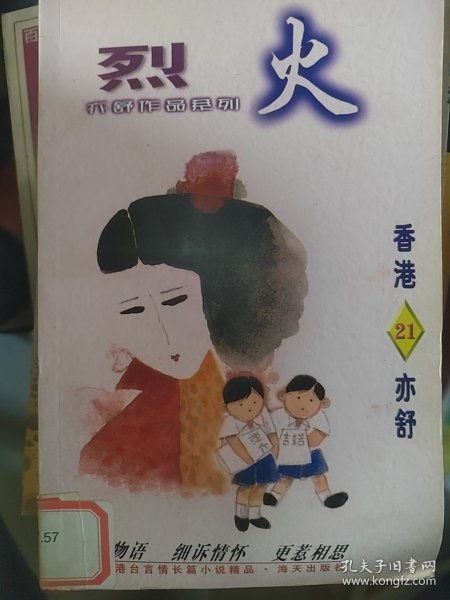 百
烈火
亦舒作品系列
香港
21
亦舒
.57
物语 细诉情怀 更惹相思
港台言情长篇小说精品·海天出版社
孔夫子旧书网
www.kongfz.com